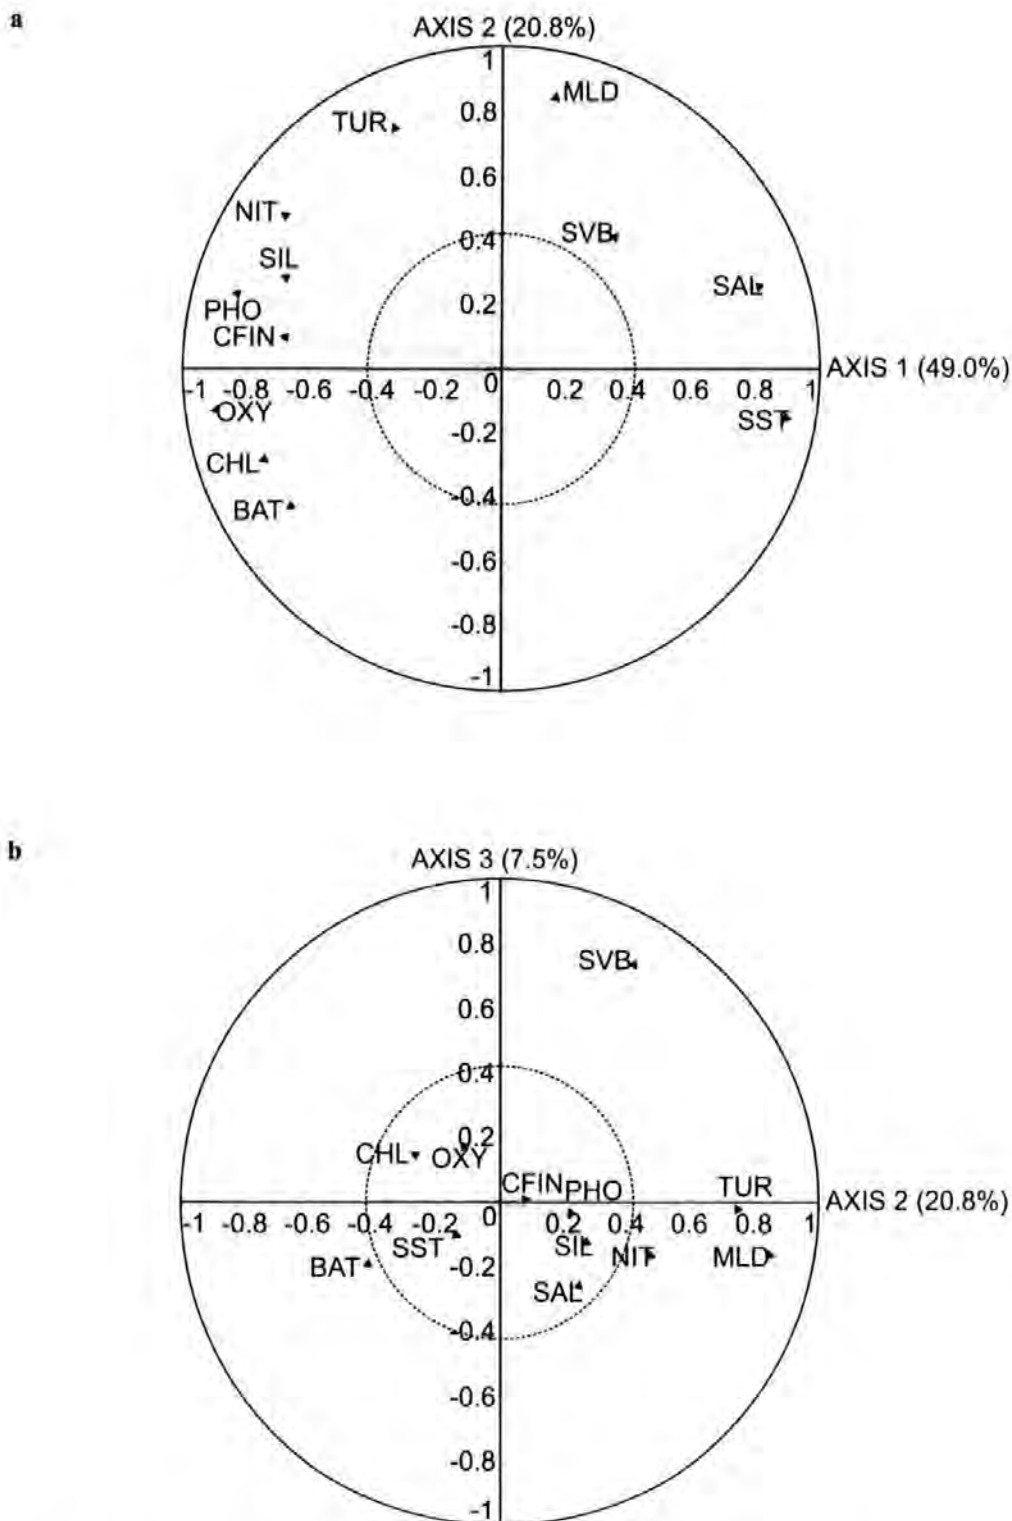 a
AXIS 2 (20.8%)
1
MLD
0.8
TUR
0.6
NIT
SVB
0.4
SIL
SAL
0.2
PHO
CFIN
AXIS 1 (49.0%)
-1 -0.8 -0.6 -0.4 -0.2 0 0.2 0.4 0.6 0.8 1
OXY
SST
-0.2
CHL
-0.4
BAT
-0.6
-0.8
-1
b
AXIS 3 (7.5%)
1
0.8
SVB
0.6
0.4
0.2
CHL OXY
CFIN PHO TUR
AXIS 2 (20.8%)
-1 -0.8 -0.6 -0.4 -0.2 0 0.2 0.4 0.6 0.8 1
SST SIL NIT MLD
BAT -0.2
SAL
-0.4
-0.6
-0.8
-1